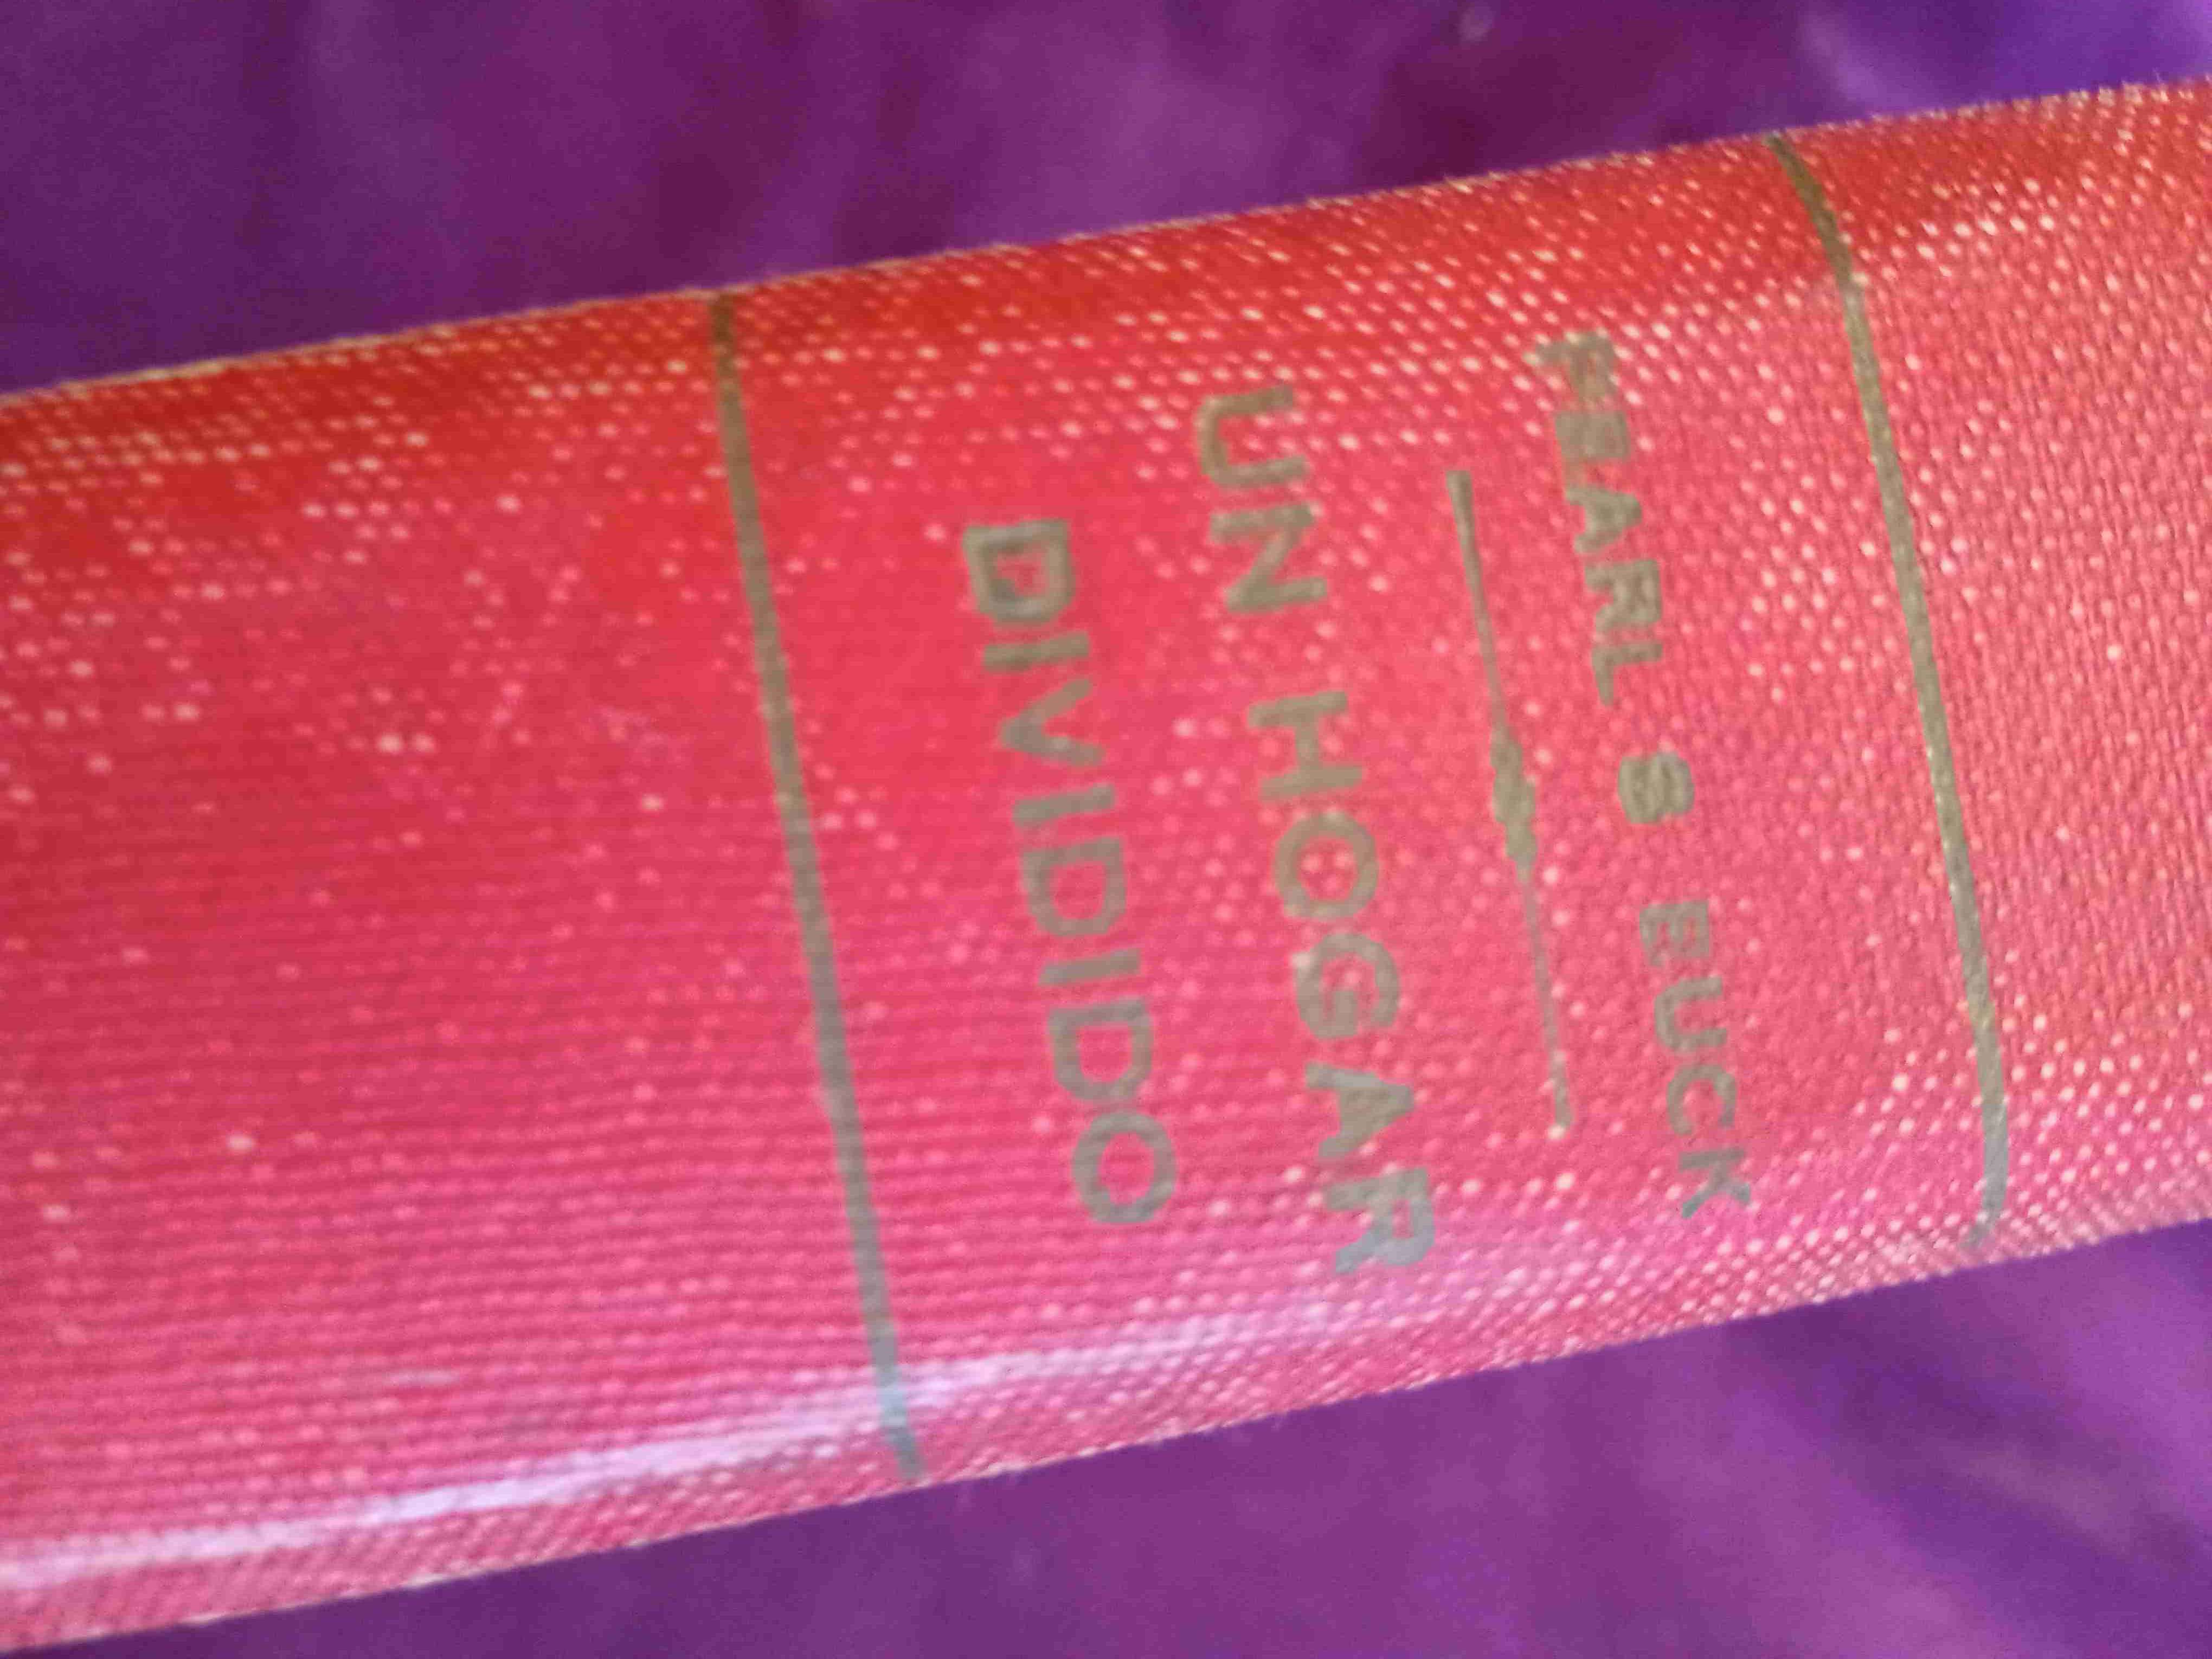 PEARL S BUCK
UN HOGAR
DIVIDIDO